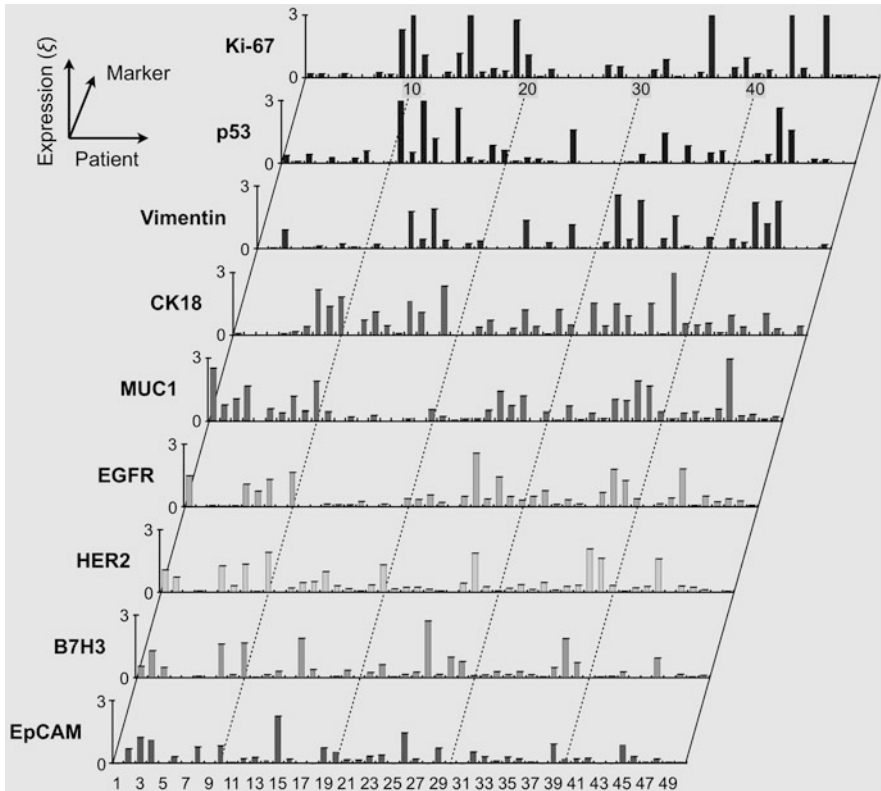 Expression (ξ)
Marker
Patient
Ki-67
3
0
10
20
30
40
p53
3
0
Vimentin
3
0
CK18
3
0
MUC1
3
0
EGFR
3
0
HER2
3
0
B7H3
3
0
EpCAM
3
0
1 3 5 7 9 11 13 15 17 19 21 23 25 27 29 31 33 35 37 39 41 43 45 47 49